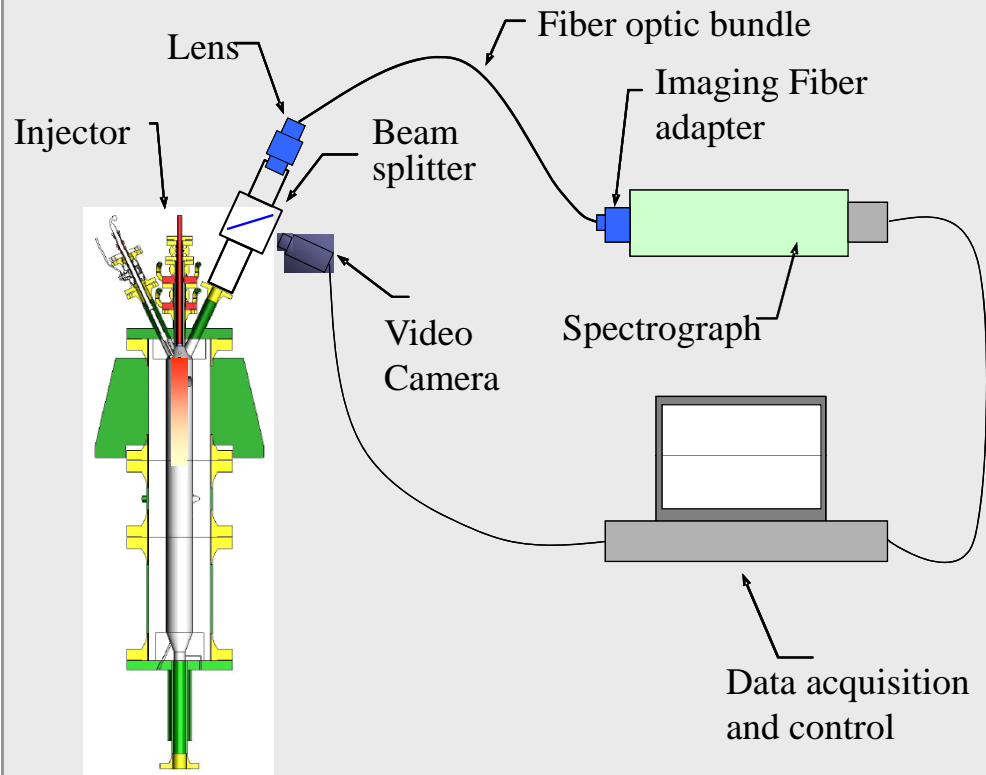 Fiber optic bundle
Lens
Imaging Fiber
adapter
Injector
Beam
splitter
Video
Camera
Spectrograph
Data acquisition
and control